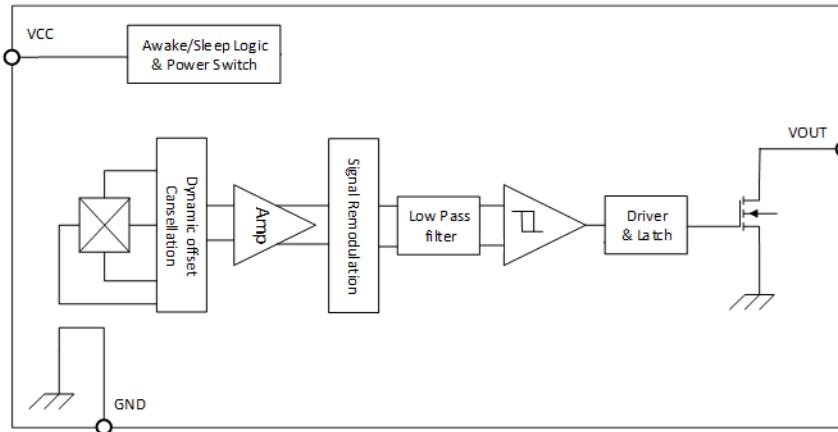 VCC
Awake/Sleep Logic
& Power Switch
VOUT
Dynamic offset
Cansellation
Amp
Signal Remodulation
Low Pass
filter
Driver
& Latch
GND